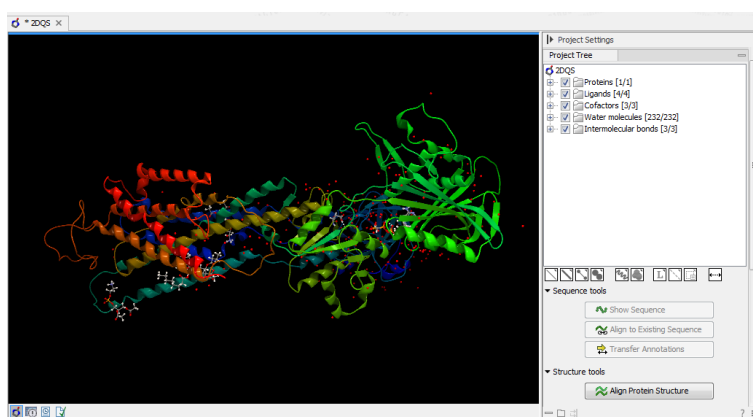 * 2DQS
Project Settings
Project Tree
2DQS
Proteins [1/1]
Ligands [4/4]
Cofactors [3/3]
Water molecules [232/232]
Intermolecular bonds [3/3]
L
Sequence tools
Show Sequence
Align to Existing Sequence
Transfer Annotations
Structure tools
Align Protein Structure
?